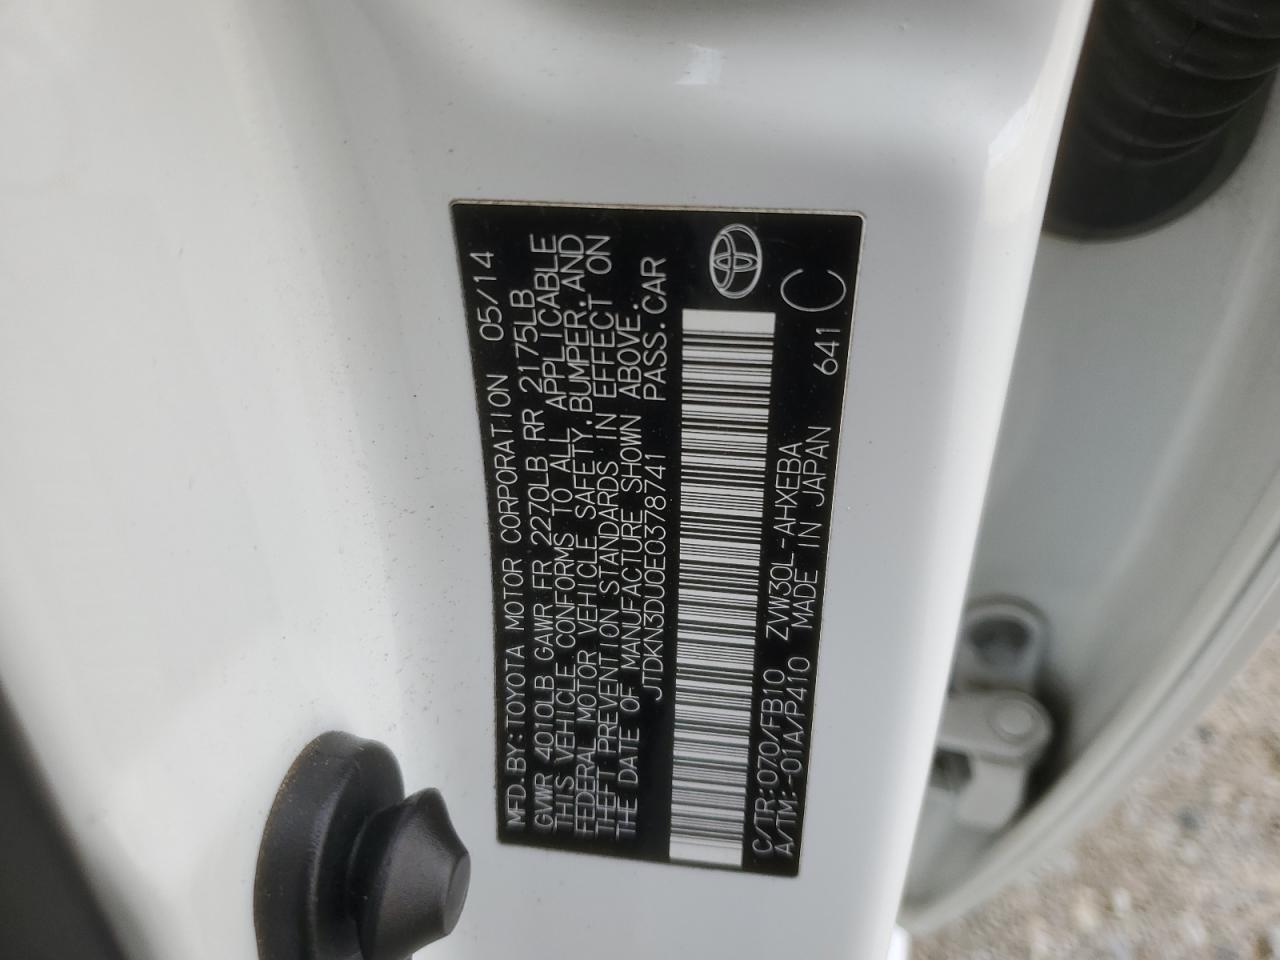 MFD.BY:TOYOTA MOTOR CORPORATION 05/14
GVWR 4010LB GAWR FR 2270LB RR 2175LB
THIS VEHICLE CONFORMS TO ALL APPLICABLE
FEDERAL MOTOR VEHICLE SAFETY,BUMPER,AND
THEFT PREVENTION STANDARDS IN EFFECT ON
THE DATE OF MANUFACTURE SHOWN ABOVE.
JTDKN3DU0E0378741 PASS.CAR
C/TR:070/FB10 ZVW30L-AHXEBA
A/TM:-01A/P410 MADE IN JAPAN 641 C